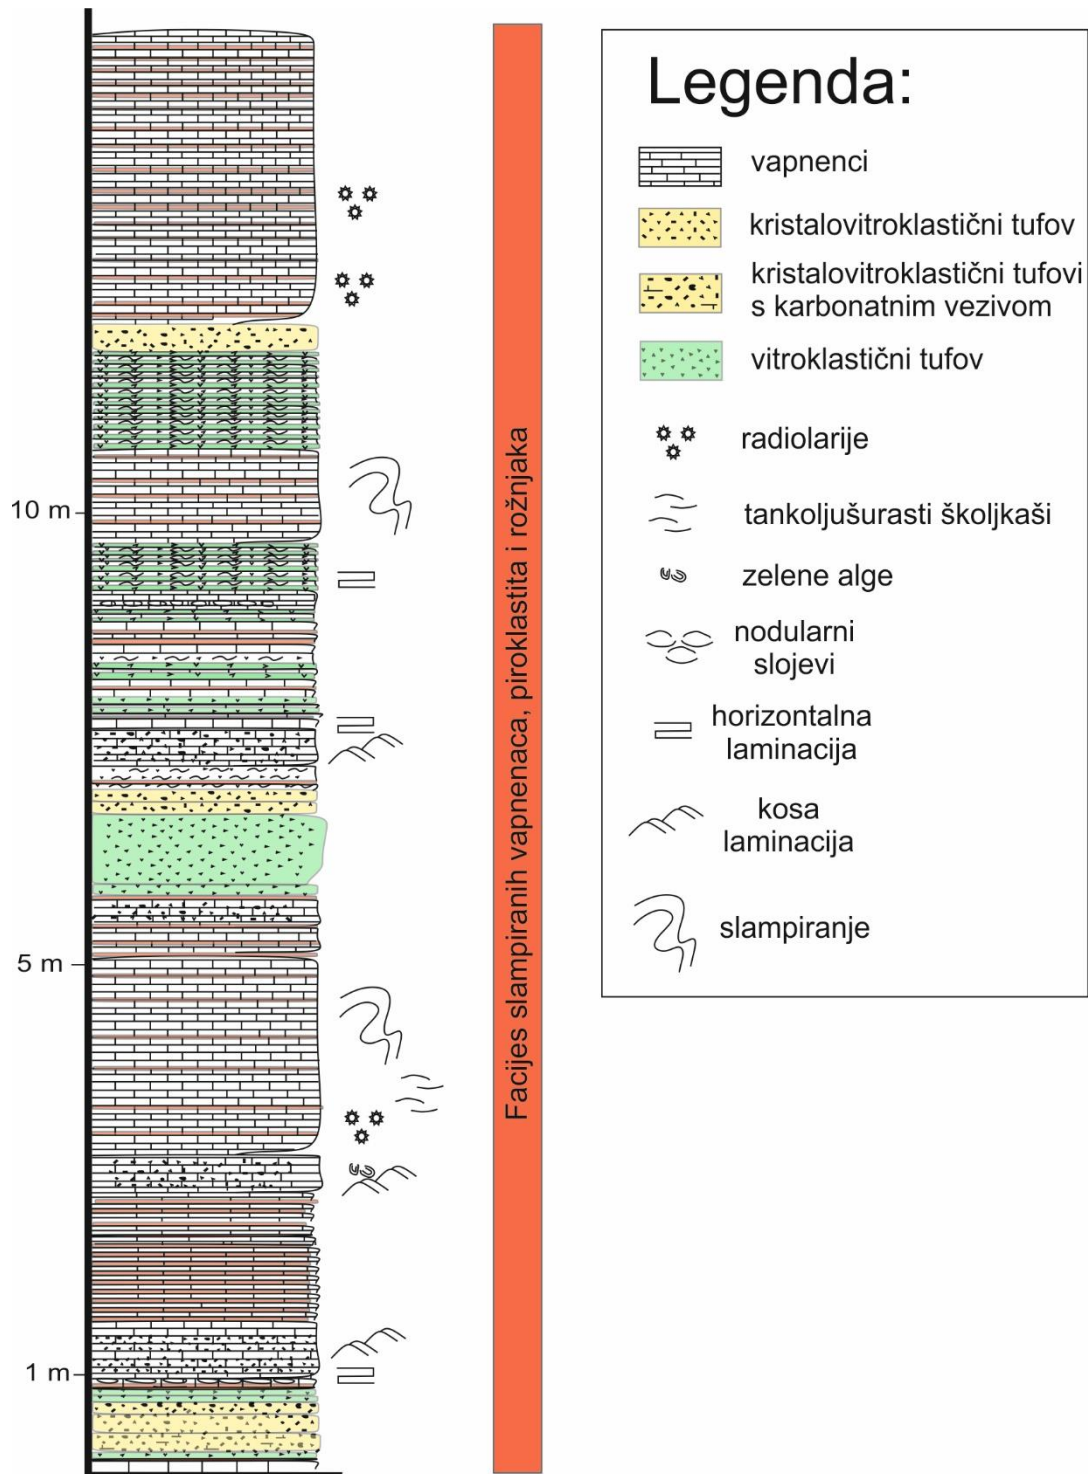 10 m
5 m
1 m
Facijes slampiranih vapnenaca, piroklastita i rožnjaka
Legenda:
vapnenci
kristalovitroklastični tufov
kristalovitroklastični tufovi
s karbonatnim vezivom
vitroklastični tufov
radiolarije
tankoljušurasti školjkaši
zelene alge
nodularni
slojevi
horizontalna
laminacija
kosa
laminacija
slampiranje